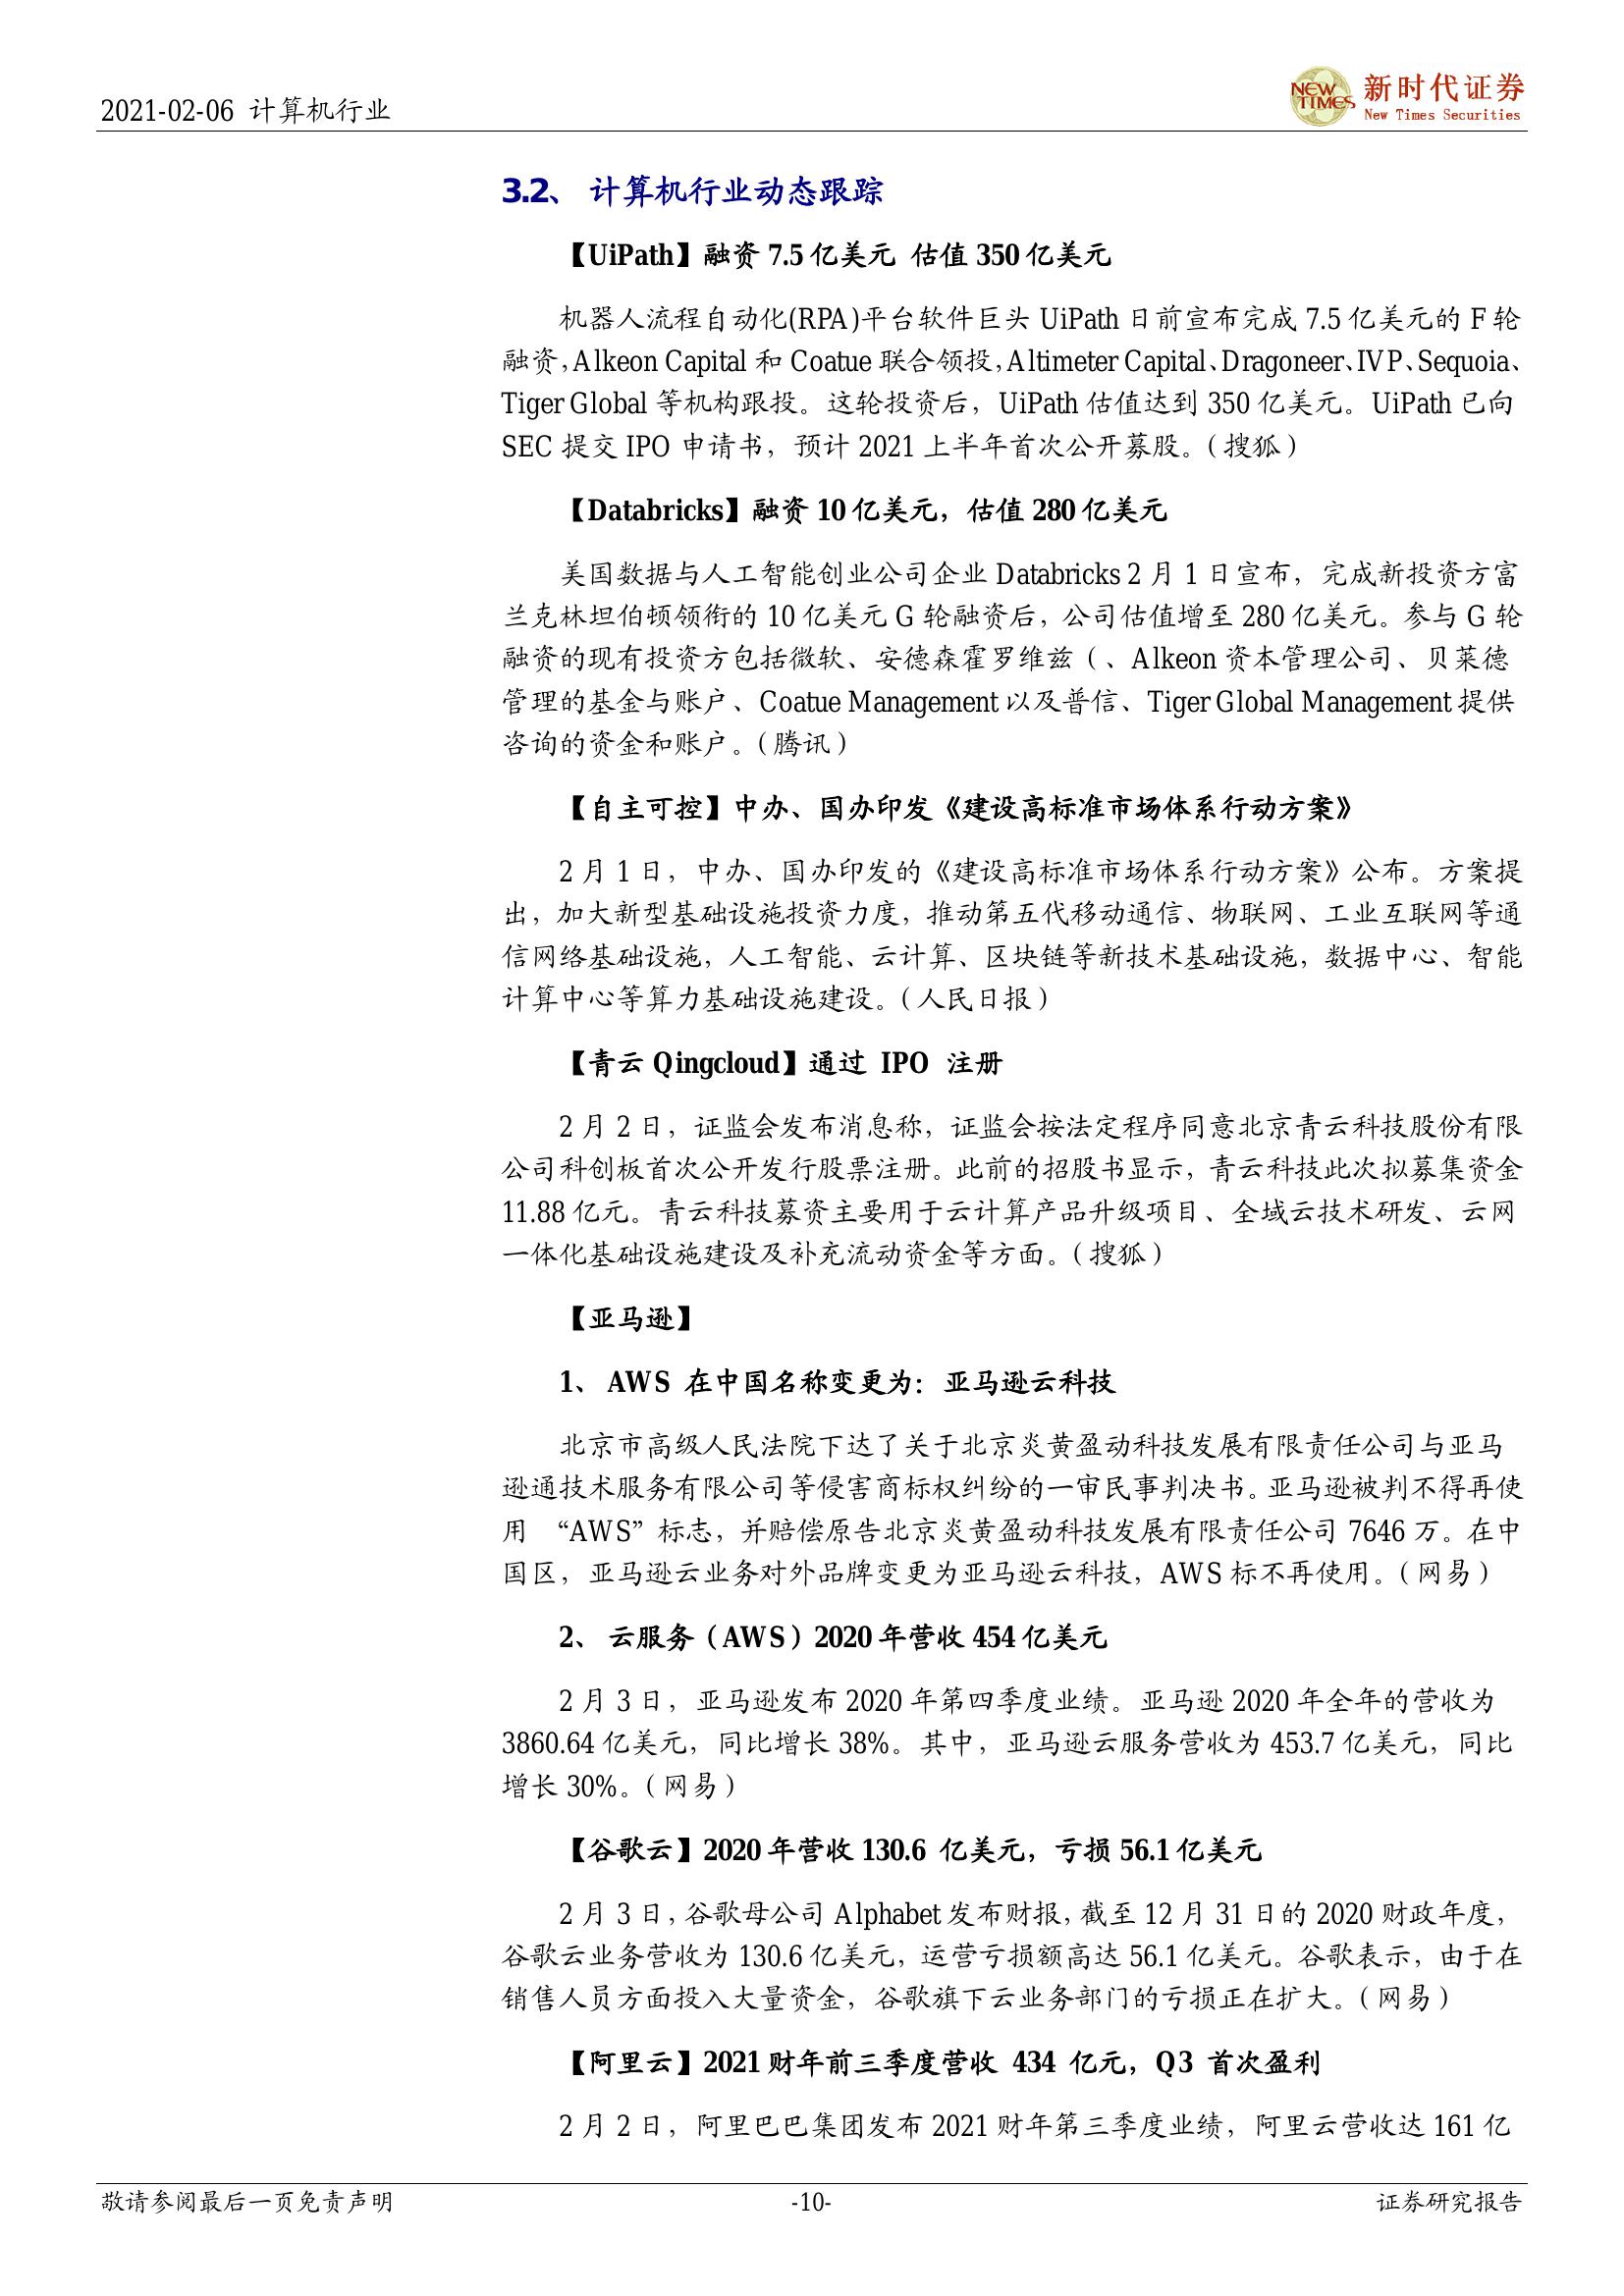 2021-02-06 计算机行业
NEW TIMES 新时代证券
New Times Securities
3.2、 计算机行业动态跟踪
【UiPath】融资 7.5 亿美元 估值 350 亿美元
机器人流程自动化(RPA)平台软件巨头 UiPath 日前宣布完成 7.5 亿美元的 F 轮
融资，Alkeon Capital 和 Coatue 联合领投，Altimeter Capital、Dragoneer、IVP、Sequoia、
Tiger Global 等机构跟投。这轮投资后，UiPath 估值达到 350 亿美元。UiPath 已向
SEC 提交 IPO 申请书，预计 2021 上半年首次公开募股。（搜狐）
【Databricks】融资 10 亿美元，估值 280 亿美元
美国数据与人工智能创业公司企业 Databricks 2 月 1 日宣布，完成新投资方富
兰克林坦伯顿领衔的 10 亿美元 G 轮融资后，公司估值增至 280 亿美元。参与 G 轮
融资的现有投资方包括微软、安德森霍罗维兹（、Alkeon 资本管理公司、贝莱德
管理的基金与账户、Coatue Management 以及普信、Tiger Global Management 提供
咨询的资金和账户。（腾讯）
【自主可控】中办、国办印发《建设高标准市场体系行动方案》
2 月 1 日，中办、国办印发的《建设高标准市场体系行动方案》公布。方案提
出，加大新型基础设施投资力度，推动第五代移动通信、物联网、工业互联网等通
信网络基础设施，人工智能、云计算、区块链等新技术基础设施，数据中心、智能
计算中心等算力基础设施建设。（人民日报）
【青云 Qingcloud】通过 IPO 注册
2 月 2 日，证监会发布消息称，证监会按法定程序同意北京青云科技股份有限
公司科创板首次公开发行股票注册。此前的招股书显示，青云科技此次拟募集资金
11.88 亿元。青云科技募资主要用于云计算产品升级项目、全域云技术研发、云网
一体化基础设施建设及补充流动资金等方面。（搜狐）
【亚马逊】
1、 AWS 在中国名称变更为：亚马逊云科技
北京市高级人民法院下达了关于北京炎黄盈动科技发展有限责任公司与亚马
逊通技术服务有限公司等侵害商标权纠纷的一审民事判决书。亚马逊被判不得再使
用 “AWS”标志，并赔偿原告北京炎黄盈动科技发展有限责任公司 7646 万。在中
国区，亚马逊云业务对外品牌变更为亚马逊云科技，AWS 标不再使用。（网易）
2、 云服务（AWS）2020 年营收 454 亿美元
2 月 3 日，亚马逊发布 2020 年第四季度业绩。亚马逊 2020 年全年的营收为
3860.64 亿美元，同比增长 38%。其中，亚马逊云服务营收为 453.7 亿美元，同比
增长 30%。（网易）
【谷歌云】2020 年营收 130.6 亿美元，亏损 56.1 亿美元
2 月 3 日，谷歌母公司 Alphabet 发布财报，截至 12 月 31 日的 2020 财政年度，
谷歌云业务营收为 130.6 亿美元，运营亏损额高达 56.1 亿美元。谷歌表示，由于在
销售人员方面投入大量资金，谷歌旗下云业务部门的亏损正在扩大。（网易）
【阿里云】2021 财年前三季度营收 434 亿元，Q3 首次盈利
2 月 2 日，阿里巴巴集团发布 2021 财年第三季度业绩，阿里云营收达 161 亿
敬请参阅最后一页免责声明 -10- 证券研究报告